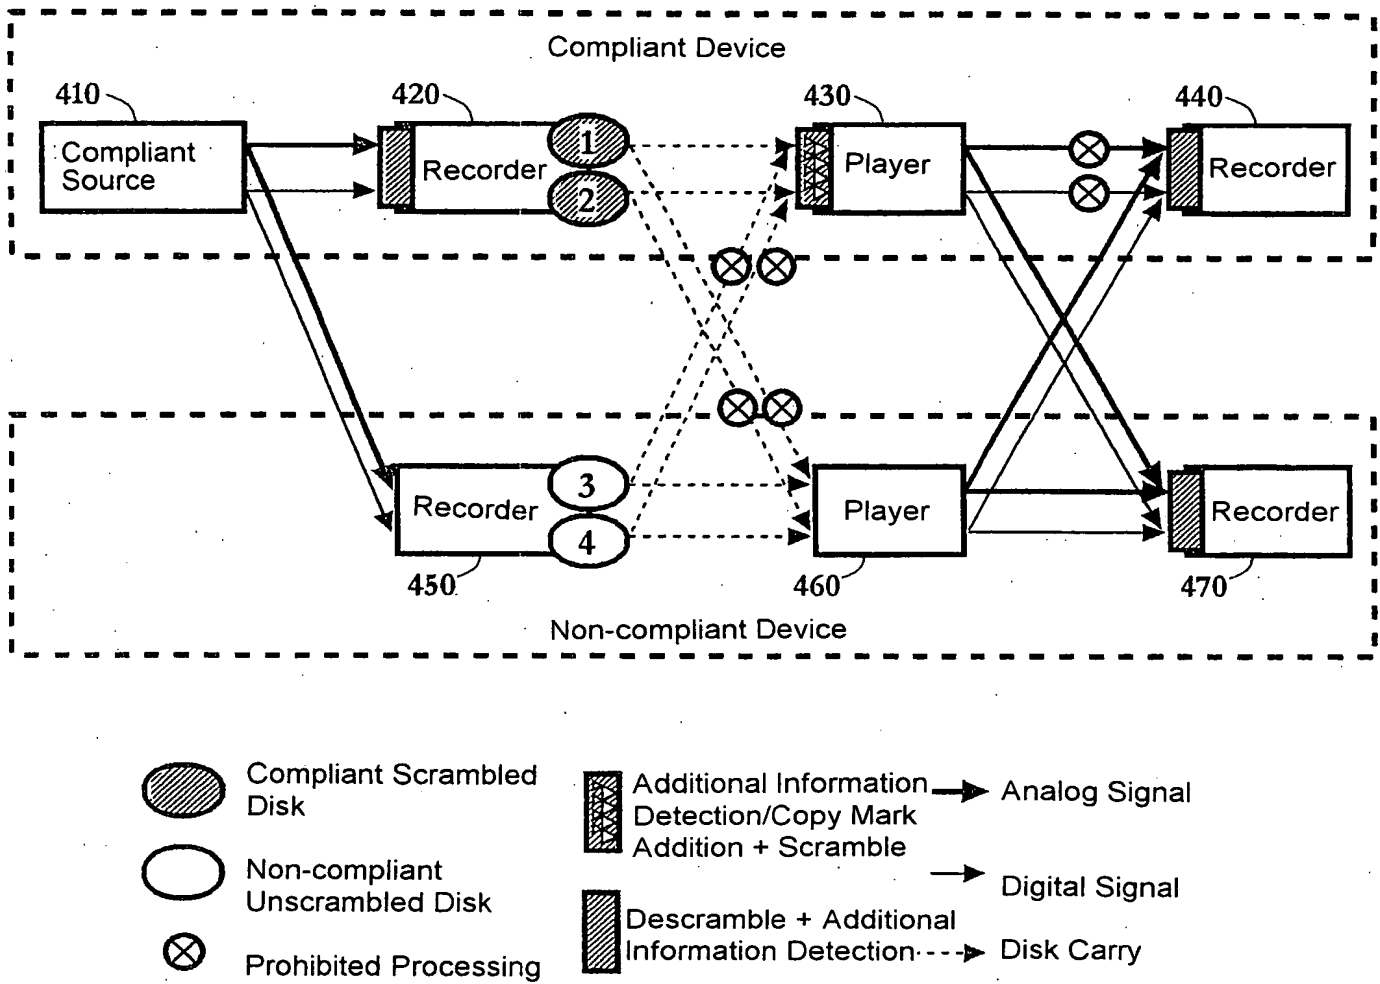 Compliant Device
410
420
430
440
Compliant
Source
Recorder
1
2
Player
Recorder
Recorder
3
4
Player
Recorder
450
460
470
Non-compliant Device
Compliant Scrambled
Disk
Non-compliant
Unscrambled Disk
Prohibited Processing
Additional Information
Detection/Copy Mark
Addition + Scramble
Descramble + Additional
Information Detection
Analog Signal
Digital Signal
Disk Carry